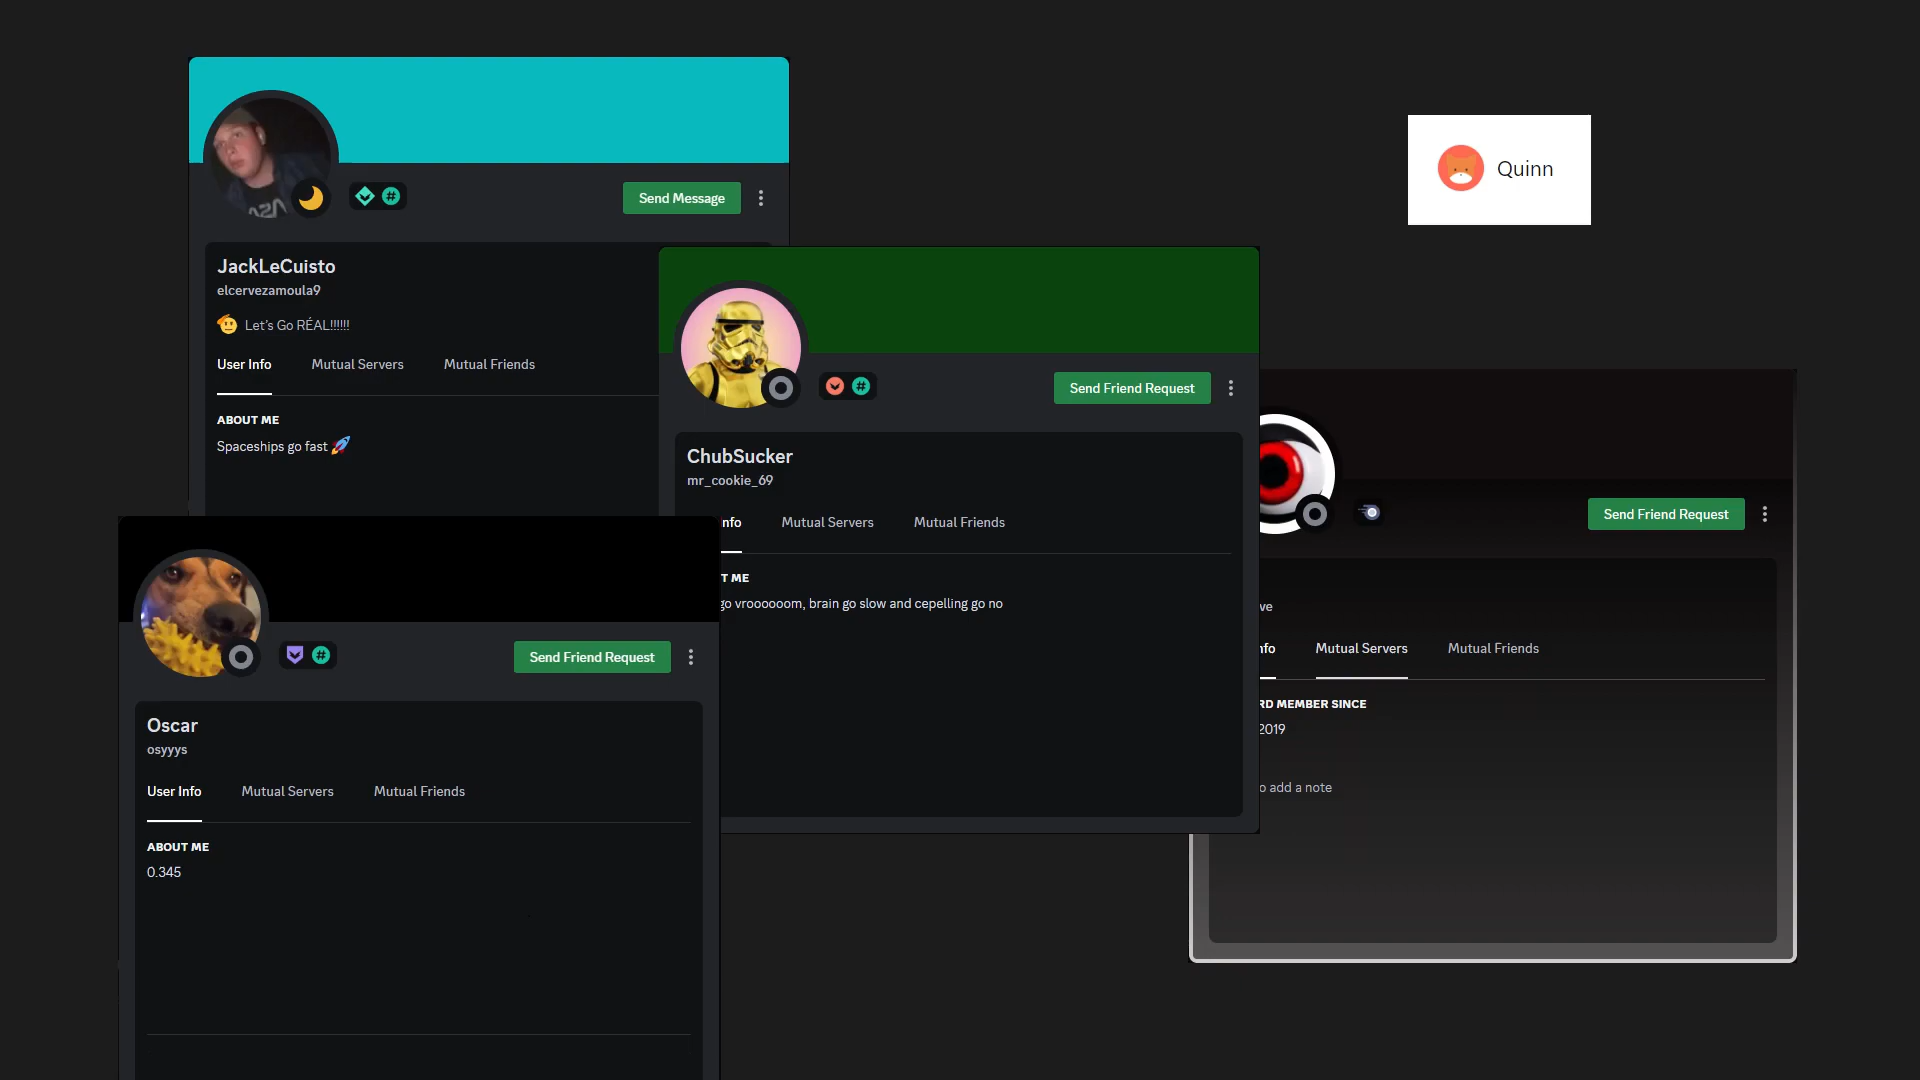 Send Message
JackLeCuisto
elcervezamoula9
Let's Go RÉAL!!!!!!
User Info Mutual Servers Mutual Friends
ABOUT ME
Spaceships go fast
Quinn
Send Friend Request
ChubSucker
mr_cookie_69
nfo Mutual Servers Mutual Friends
T ME
go vroooooom, brain go slow and cepelling go no
Send Friend Request
ve
nfo Mutual Servers Mutual Friends
RD MEMBER SINCE
2019
o add a note
Send Friend Request
Oscar
osyyys
User Info Mutual Servers Mutual Friends
ABOUT ME
0.345